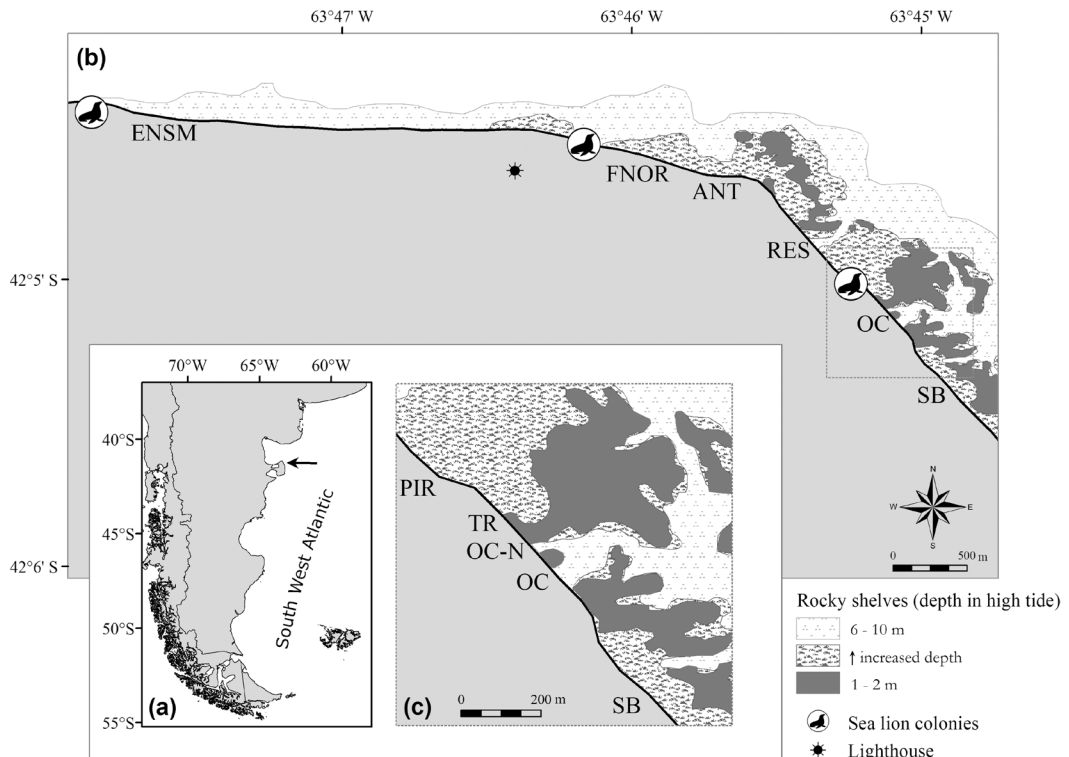 63°47' W 63°46' W 63°45' W
(b)
ENSM
FNOR
ANT
RES
42°5' S
OC
SB
N
W E
S
0 500 m
42°6' S
70°W 65°W 60°W
40°S
45°S
50°S
55°S
South West Atlantic
(a)
PIR
TR
OC-N
OC
SB
0 200 m
(c)
Rocky shelves (depth in high tide)
6 - 10 m
↑ increased depth
1 - 2 m
Sea lion colonies
Lighthouse